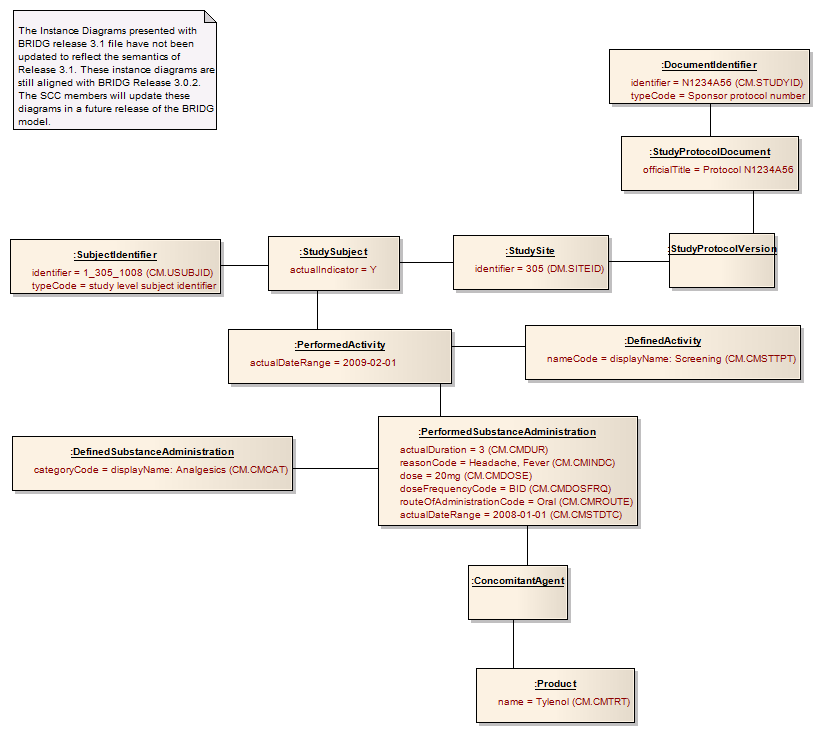 The Instance Diagrams presented with
BRIDG release 3.1 file have not been
updated to reflect the semantics of
Release 3.1. These instance diagrams are
still aligned with BRIDG Release 3.0.2.
The SCC members will update these
diagrams in a future release of the BRIDG
model.
:DocumentIdentifier
identifier = N1234A56 (CM.STUDYID)
typeCode = Sponsor protocol number
:StudyProtocolDocument
officialTitle = Protocol N1234A56
:SubjectIdentifier
identifier = 1_305_1008 (CM.USUBJID)
typeCode = study level subject identifier
:StudySubject
actualIndicator = Y
:StudySite
identifier = 305 (DM.SITEID)
:StudyProtocolVersion
:PerformedActivity
actualDateRange = 2009-02-01
:DefinedActivity
nameCode = displayName: Screening (CM.CMSTTPT)
:DefinedSubstanceAdministration
categoryCode = displayName: Analgesics (CM.CMCAT)
:PerformedSubstanceAdministration
actualDuration = 3 (CM.CMDUR)
reasonCode = Headache, Fever (CM.CMINDC)
dose = 20mg (CM.CMDOSE)
doseFrequencyCode = BID (CM.CMDOSFRQ)
routeOfAdministrationCode = Oral (CM.CMROUTE)
actualDateRange = 2008-01-01 (CM.CMSTDTC)
:ConcomitantAgent
:Product
name = Tylenol (CM.CMTRT)